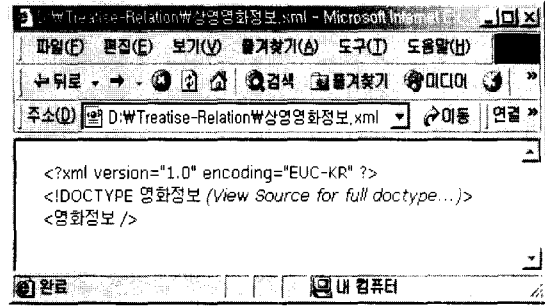 D:₩Treatise-Relation₩상영영화정보.xml - Microsoft Internet
파일(F) 편집(E) 보기(V) 즐겨찾기(A) 도구(T) 도움말(H)
뒤로 검색 즐겨찾기 미디어 »
주소(D) D:₩Treatise-Relation₩상영영화정보.xml 이동 연결 »
<?xml version="1.0" encoding="EUC-KR" ?>
<!DOCTYPE 영화정보 (View Source for full doctype...)>
<영화정보 />
완료 내 컴퓨터